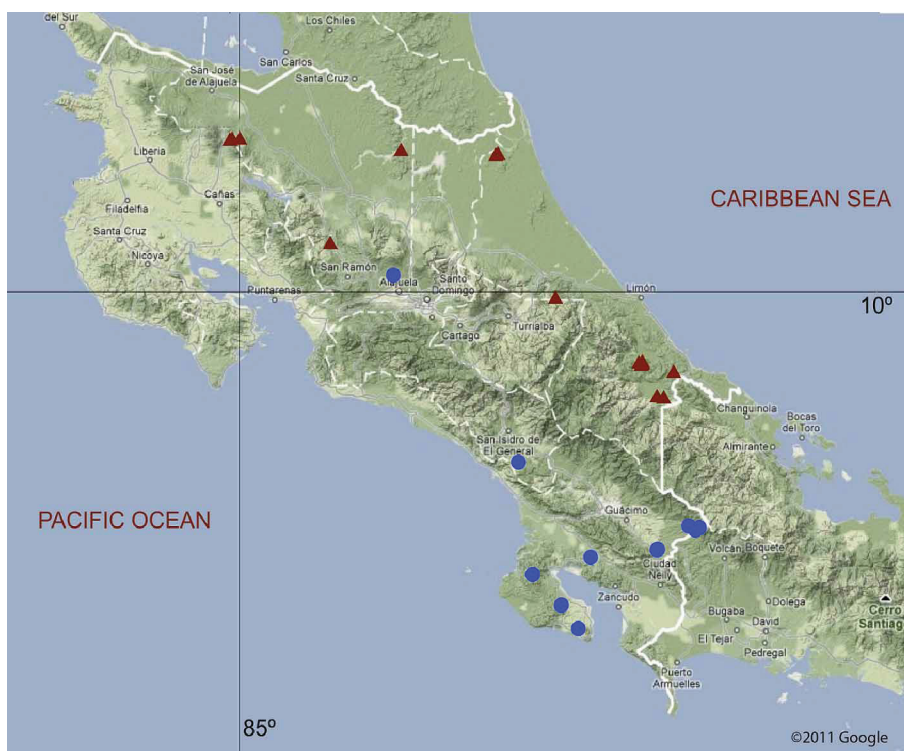 del Sur
Los Chiles
San José
de Alajuela
San Carlos
Santa Cruz
Liberia
Cañas
CARIBBEAN SEA
Filadelfia
Santa Cruz
Nicoya
San Ramón
Puntarenas
Alajuela
Santo
Domingo
Limón
10º
Turrialba
Cartago
Changuinola
Bocas
del Toro
San Isidro de
El General
Almirante
PACIFIC OCEAN
Guácimo
Volcán
Boquete
Ciudad
Neily
Zancudo
Dolega
Cerro
Santiag
Bugaba
David
El Tejar
Pedregal
Puerto
Armuelles
85º
©2011 Google